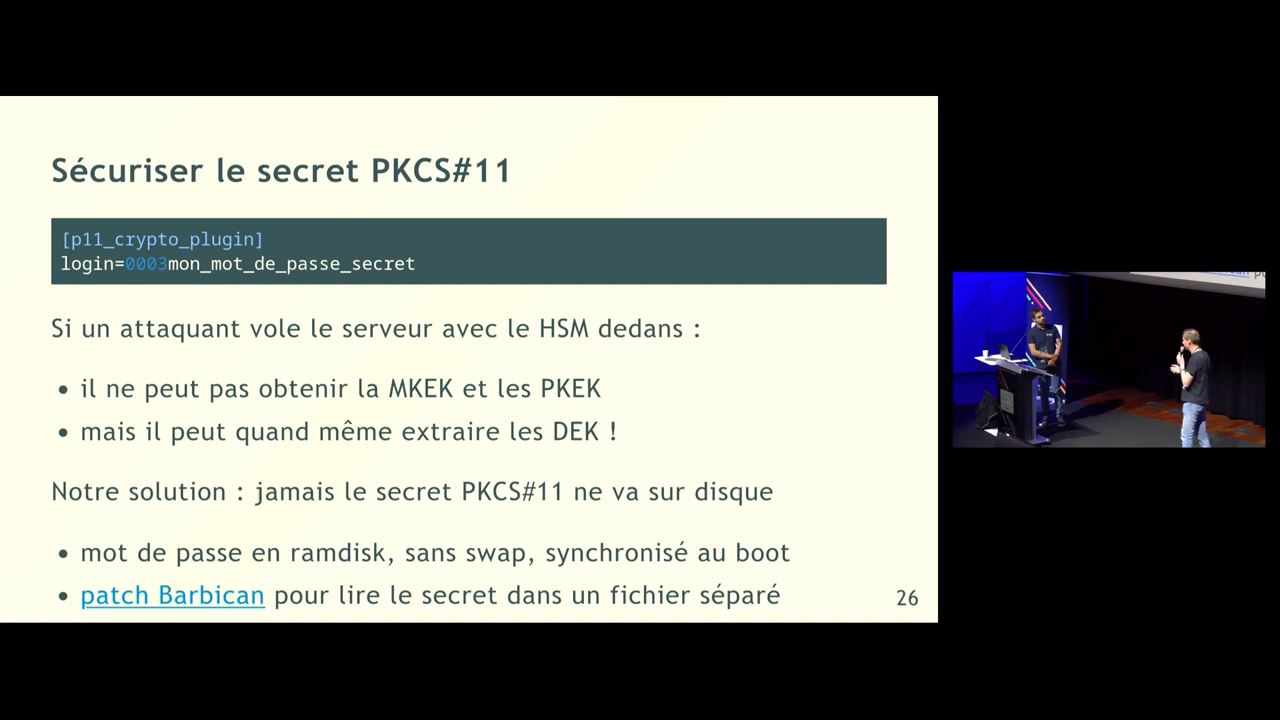 Sécuriser le secret PKCS#11
[p11_crypto_plugin]
login=0003mon_mot_de_passe_secret
Si un attaquant vole le serveur avec le HSM dedans :
• il ne peut pas obtenir la MKEK et les PKEK
• mais il peut quand même extraire les DEK !
Notre solution : jamais le secret PKCS#11 ne va sur disque
• mot de passe en ramdisk, sans swap, synchronisé au boot
• patch Barbican pour lire le secret dans un fichier séparé
26